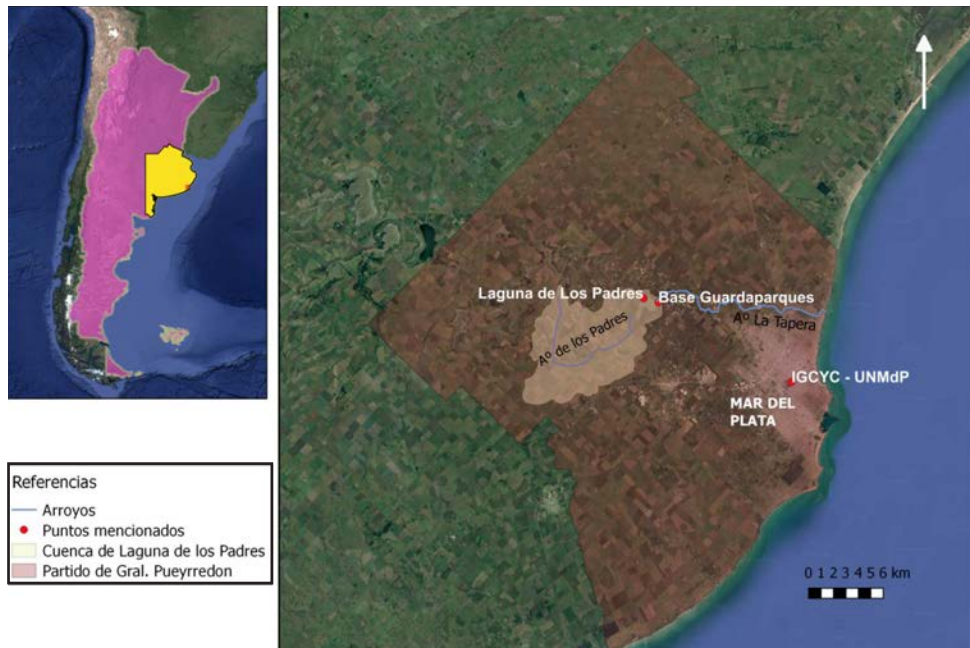 Laguna de Los Padres
Base Guardaparques
Aº La Tapera
Aº de los Padres
IGCYC - UNMdP
MAR DEL
PLATA
Referencias
Arroyos
Puntos mencionados
Cuenca de Laguna de los Padres
Partido de Gral. Pueyrredon
0 1 2 3 4 5 6 km